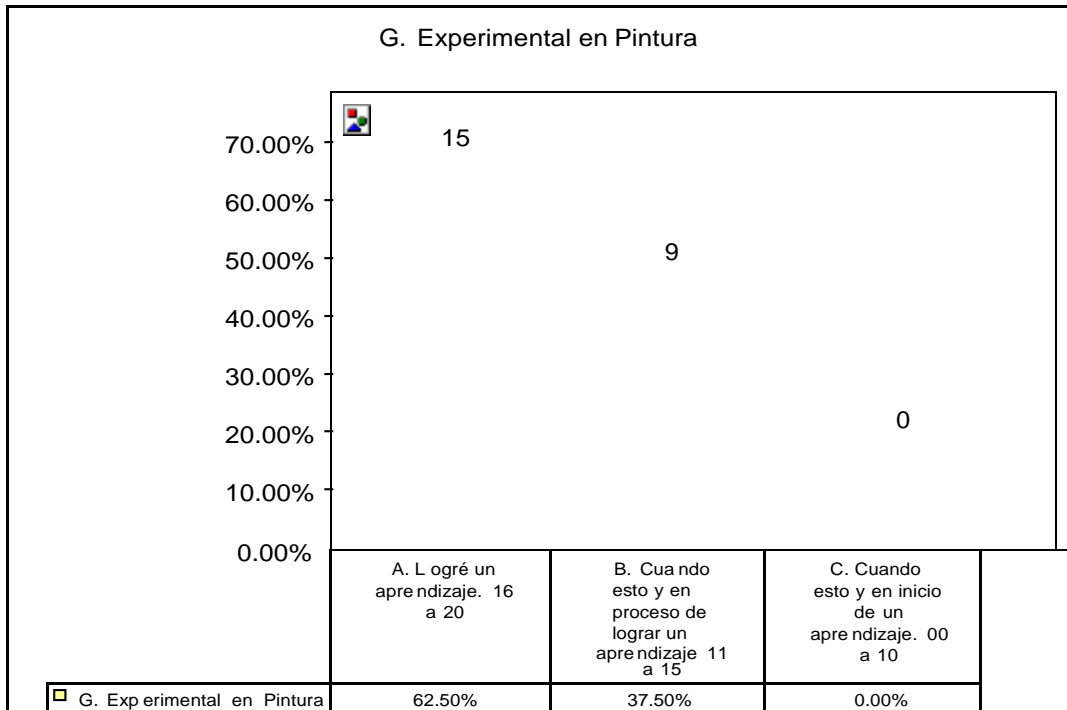 G. Experimental en Pintura
70.00%
15
60.00%
50.00%
9
40.00%
30.00%
20.00%
0
10.00%
0.00%
A. L ogré un
apre ndizaje. 16
a 20
B. Cua ndo
esto y en
proceso de
lograr un
apre ndizaje 11
a 15
C. Cuando
esto y en inicio
de un
apre ndizaje. 00
a 10
G. Exp erimental en Pintura
62.50%
37.50%
0.00%